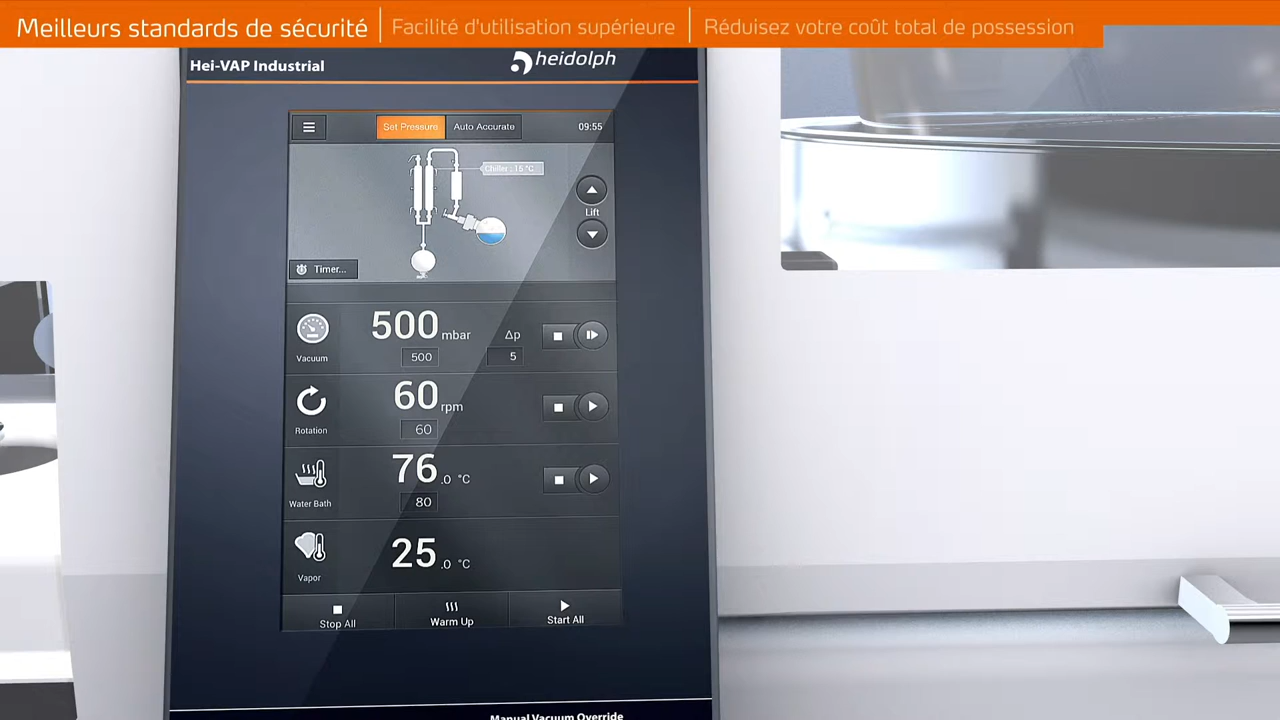 Meilleurs standards de sécurité | Facilité d'utilisation supérieure | Réduisez votre coût total de possession
Hei-VAP Industrial
heidolph
Set Pressure Auto Accurate 09:55
Chiller : 15 °C
Lift
Timer...
500 mbar Δp
Vacuum 500 5
60 rpm
Rotation 60
76.0 °C
Water Bath 80
25.0 °C
Vapor
Stop All Warm Up Start All
Manual Vacuum Override